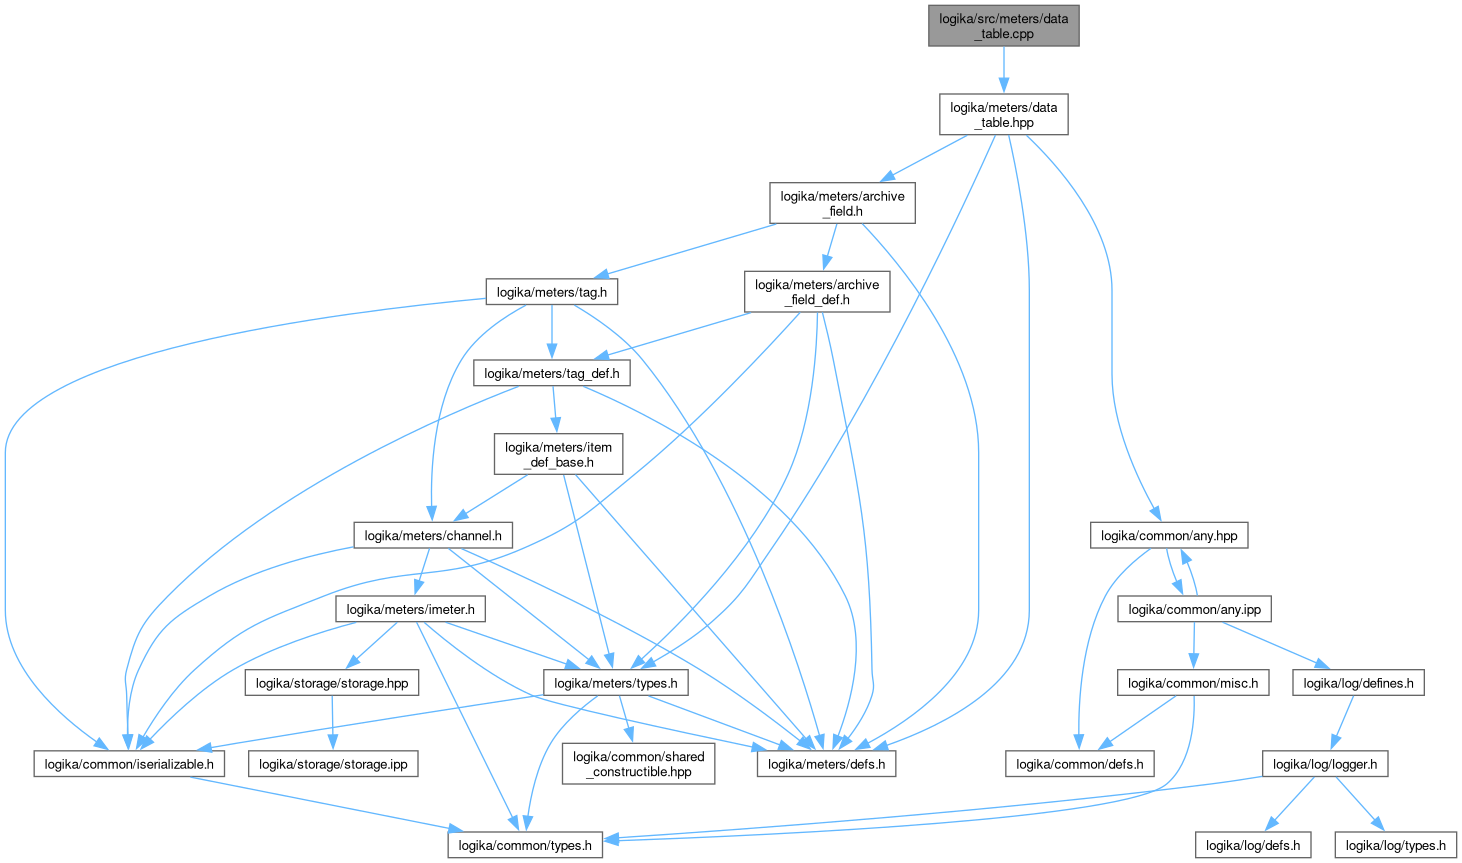 logika/src/meters/data
_table.cpp
logika/meters/data
_table.hpp
logika/meters/archive
_field.h
logika/meters/tag.h
logika/meters/archive
_field_def.h
logika/meters/tag_def.h
logika/meters/item
_def_base.h
logika/meters/channel.h
logika/common/any.hpp
logika/meters/imeter.h
logika/common/any.ipp
logika/storage/storage.hpp
logika/meters/types.h
logika/common/misc.h
logika/log/defines.h
logika/common/iserializable.h
logika/storage/storage.ipp
logika/common/shared
_constructible.hpp
logika/meters/defs.h
logika/common/defs.h
logika/log/logger.h
logika/common/types.h
logika/log/defs.h
logika/log/types.h